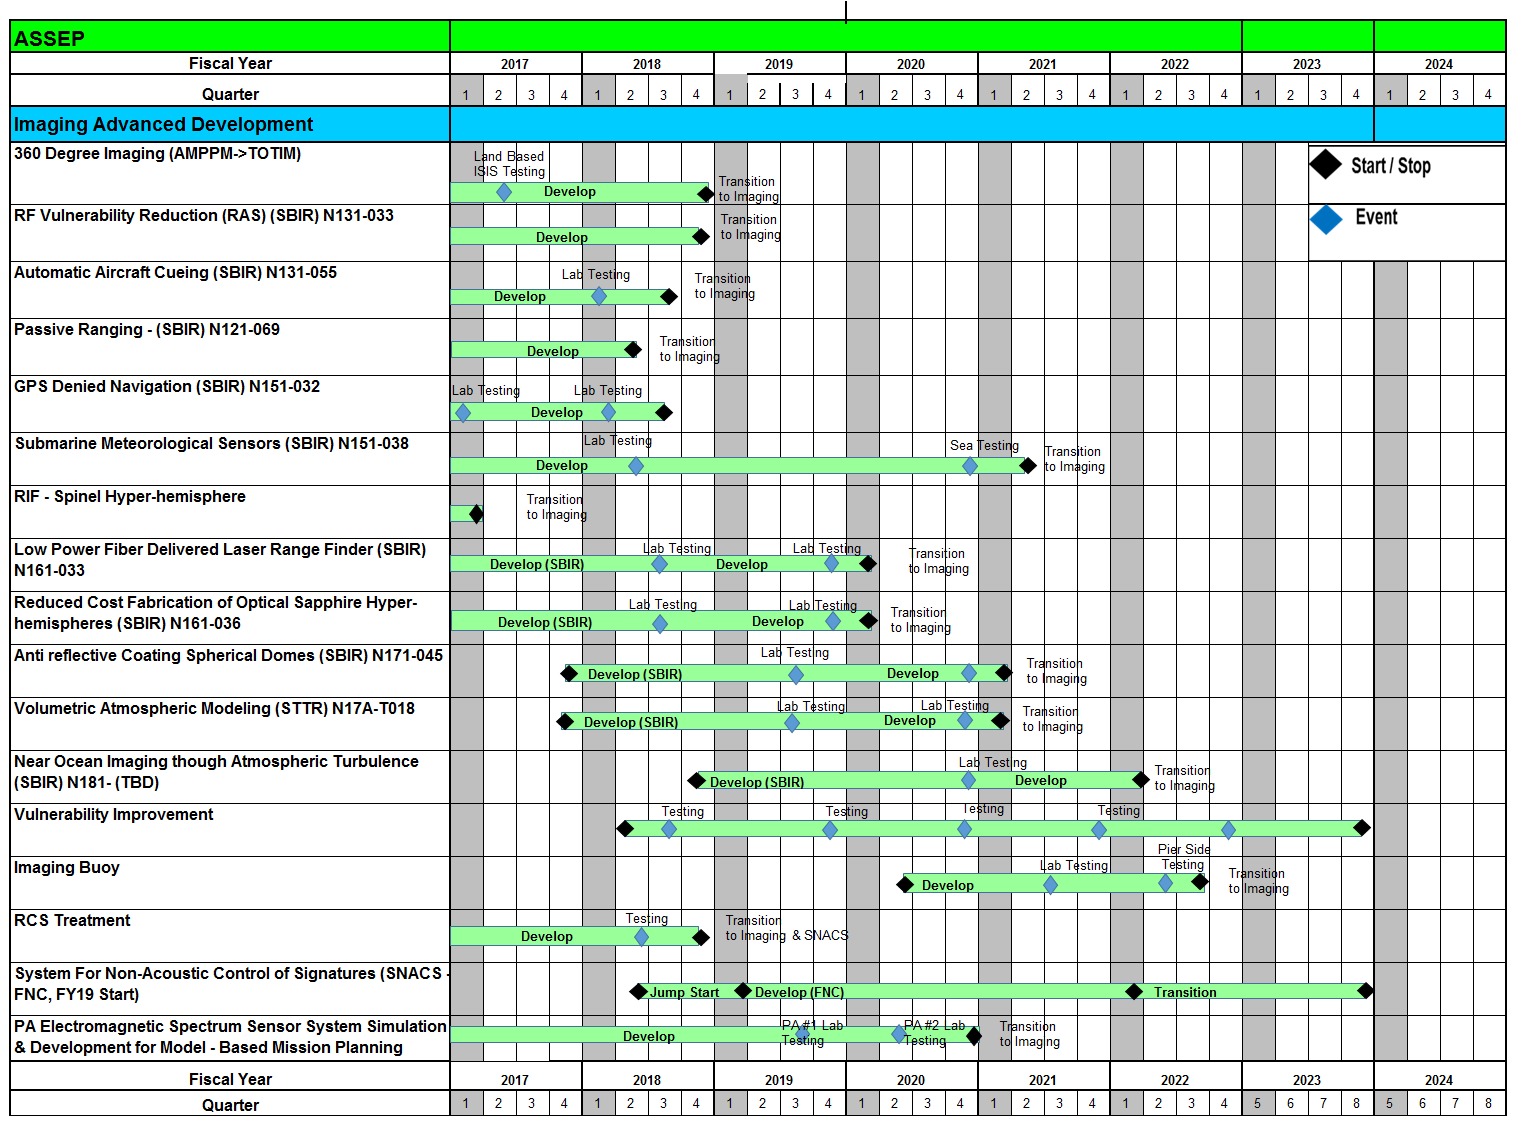 ASSEP
Fiscal Year 2017 2018 2019 2020 2021 2022 2023 2024
Quarter 1 2 3 4 1 2 3 4 1 2 3 4 1 2 3 4 1 2 3 4 1 2 3 4 1 2 3 4 1 2 3 4
Imaging Advanced Development
Start / Stop
Event
360 Degree Imaging (AMPPM->TOTIM)
Land Based
ISIS Testing
Develop
Transition
to Imaging
RF Vulnerability Reduction (RAS) (SBIR) N131-033
Develop
Transition
to Imaging
Automatic Aircraft Cueing (SBIR) N131-055
Lab Testing
Develop
Transition
to Imaging
Passive Ranging - (SBIR) N121-069
Develop
Transition
to Imaging
GPS Denied Navigation (SBIR) N151-032
Lab Testing
Lab Testing
Develop
Submarine Meteorological Sensors (SBIR) N151-038
Lab Testing
Sea Testing
Develop
Transition
to Imaging
RIF - Spinel Hyper-hemisphere
Transition
to Imaging
Low Power Fiber Delivered Laser Range Finder (SBIR)
N161-033
Lab Testing
Lab Testing
Develop (SBIR)
Develop
Transition
to Imaging
Reduced Cost Fabrication of Optical Sapphire Hyper-
hemispheres (SBIR) N161-036
Lab Testing
Lab Testing
Develop (SBIR)
Develop
Transition
to Imaging
Anti reflective Coating Spherical Domes (SBIR) N171-045
Lab Testing
Develop (SBIR)
Develop
Transition
to Imaging
Volumetric Atmospheric Modeling (STTR) N17A-T018
Lab Testing
Lab Testing
Develop (SBIR)
Develop
Transition
to Imaging
Near Ocean Imaging though Atmospheric Turbulence
(SBIR) N181- (TBD)
Lab Testing
Develop (SBIR)
Develop
Transition
to Imaging
Vulnerability Improvement
Testing
Testing
Testing
Testing
Imaging Buoy
Lab Testing
Pier Side
Testing
Develop
Transition
to Imaging
RCS Treatment
Testing
Develop
Transition
to Imaging & SNACS
System For Non-Acoustic Control of Signatures (SNACS -
FNC, FY19 Start)
Jump Start
Develop (FNC)
Transition
PA Electromagnetic Spectrum Sensor System Simulation
& Development for Model - Based Mission Planning
Develop
PA #1 Lab
Testing
PA #2 Lab
Testing
Transition
to Imaging
Fiscal Year 2017 2018 2019 2020 2021 2022 2023 2024
Quarter 1 2 3 4 1 2 3 4 1 2 3 4 1 2 3 4 1 2 3 4 1 2 3 4 5 6 7 8 5 6 7 8